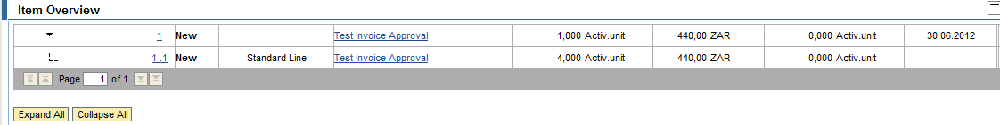 Item Overview
1 New Test Invoice Approval 1,000 Activ.unit 440,00 ZAR 0,000 Activ.unit 30.06.2012
1 .1 New Standard Line Test Invoice Approval 4,000 Activ.unit 440,00 ZAR 0,000 Activ.unit
Page 1 of 1
Expand All Collapse All